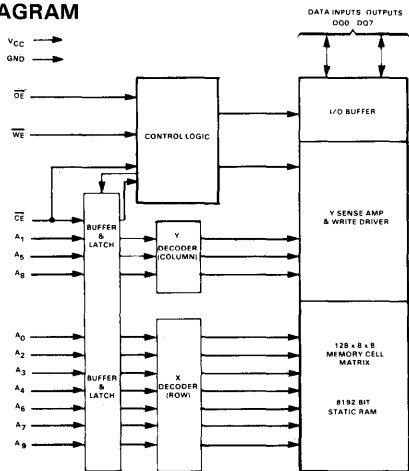 AGRAM
DATA INPUTS OUTPUTS
DQ0 DQ7
VCC
GND
OE
WE
CONTROL LOGIC
I/O BUFFER
CE
BUFFER
&
LATCH
A1
A5
A8
Y
DECODER
(COLUMN)
Y SENSE AMP
& WRITE DRIVER
A0
A2
A3
A4
A6
A7
A9
BUFFER
&
LATCH
X
DECODER
(ROW)
128 x 8 x 8
MEMORY CELL
MATRIX
8192 BIT
STATIC RAM